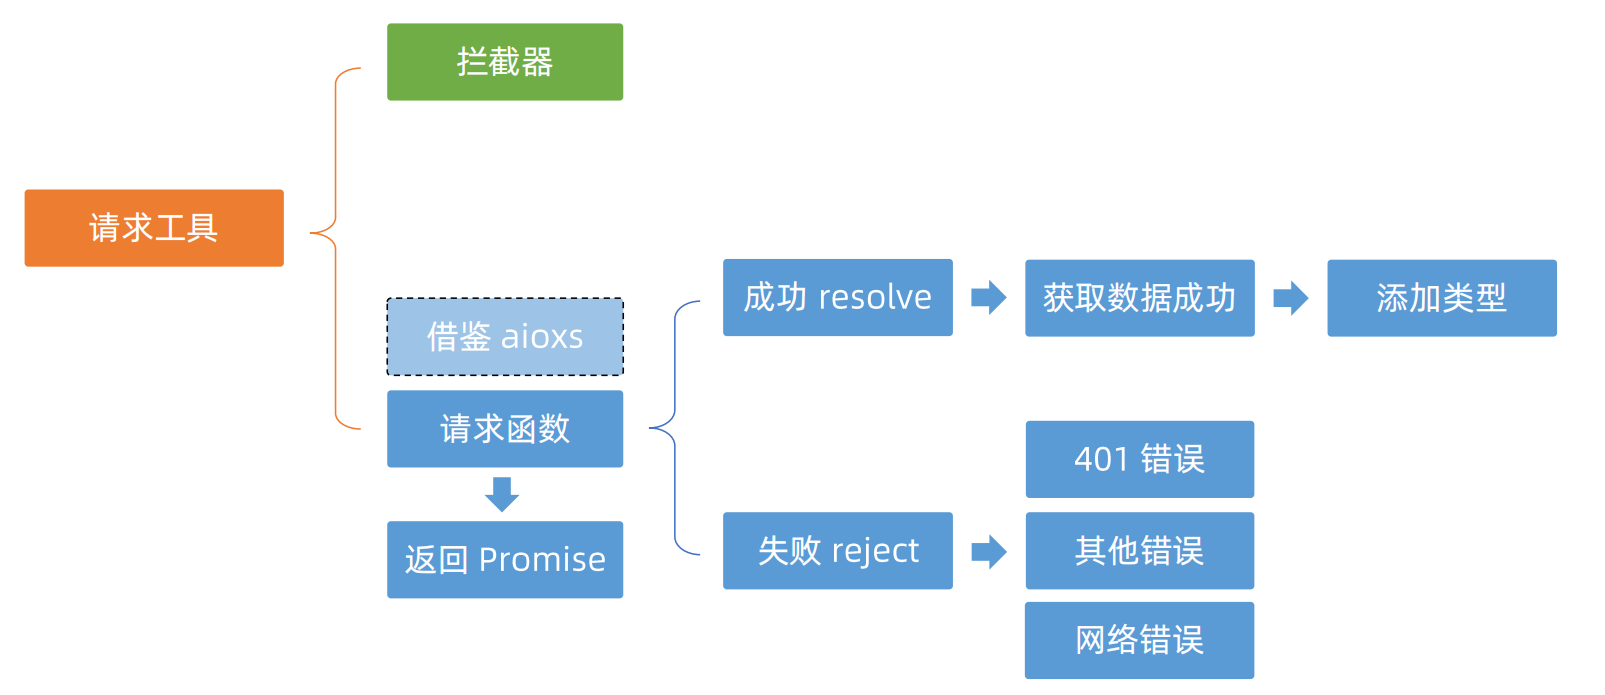 拦截器
请求工具
借鉴 aioxs
请求函数
返回 Promise
成功 resolve
获取数据成功
添加类型
失败 reject
401 错误
其他错误
网络错误